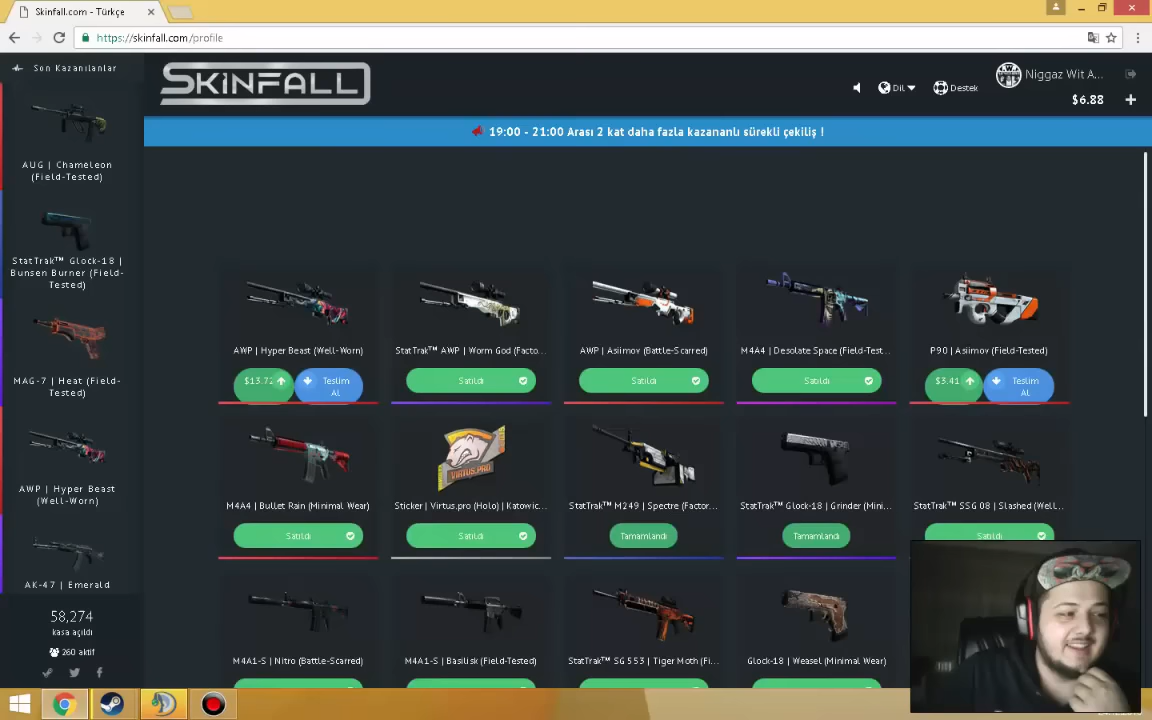 Skinfall.com - Türkçe
https://skinfall.com/profile
Son Kazanılanlar
SKINFALL
Dil
Destek
Niggaz Wit A...
$6.88
19:00 - 21:00 Arası 2 kat daha fazla kazananlı sürekli çekiliş !
AUG | Chameleon
(Field-Tested)
StatTrak™ Glock-18 |
Bunsen Burner (Field-
Tested)
MAG-7 | Heat (Field-
Tested)
AWP | Hyper Beast
(Well-Worn)
AK-47 | Emerald
58,274
kasa açıldı
260 aktif
AWP | Hyper Beast (Well-Worn)
StatTrak™ AWP | Worm God (Facto...
AWP | Asiimov (Battle-Scarred)
M4A4 | Desolate Space (Field-Test...
P90 | Asiimov (Field-Tested)
$13.72
Teslim
Al
Satıldı
Satıldı
Satıldı
$3.41
Teslim
Al
M4A4 | Bullet Rain (Minimal Wear)
Sticker | Virtus.pro (Holo) | Katowic...
StatTrak™ M249 | Spectre (Factor...
StatTrak™ Glock-18 | Grinder (Mini...
StatTrak™ SSG 08 | Slashed (Well...
VIRTUS.PRO
Satıldı
Satıldı
Tamamlandı
Tamamlandı
Satıldı
M4A1-S | Nitro (Battle-Scarred)
M4A1-S | Basilisk (Field-Tested)
StatTrak™ SG 553 | Tiger Moth (Fi...
Glock-18 | Weasel (Minimal Wear)